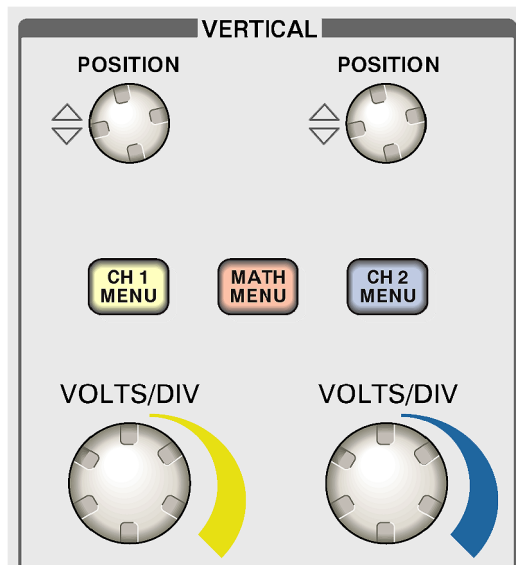 VERTICAL
POSITION
POSITION
CH 1
MENU
MATH
MENU
CH 2
MENU
VOLTS/DIV
VOLTS/DIV